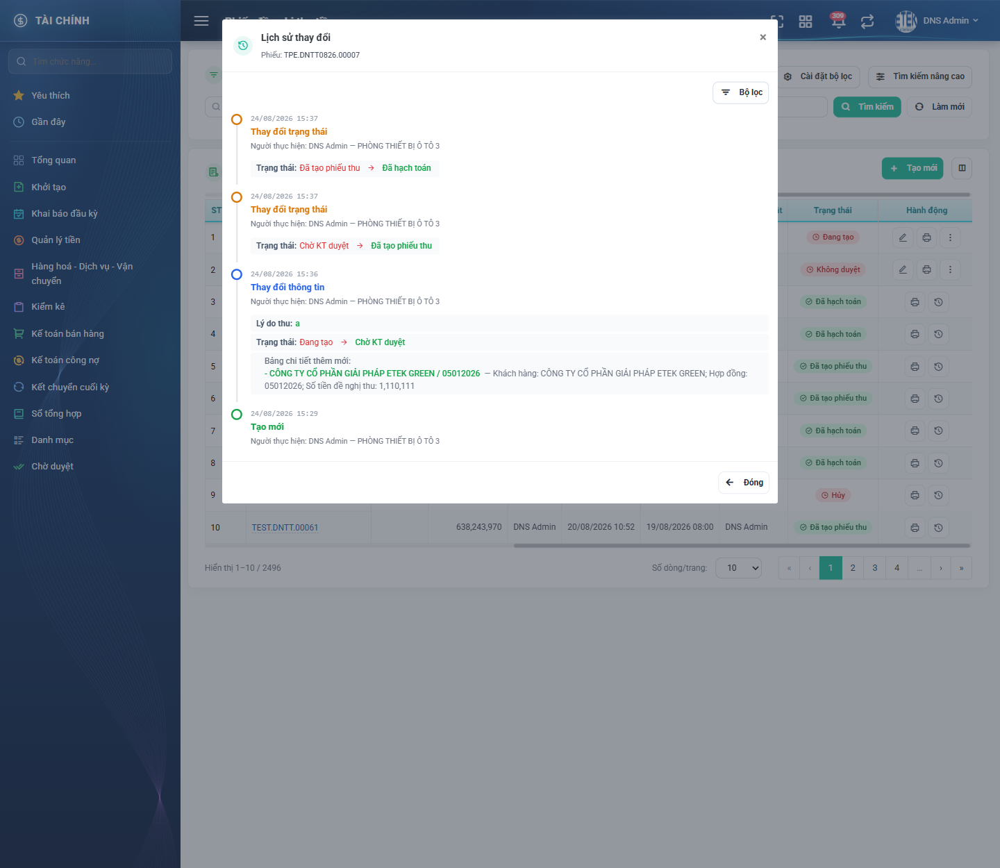 TÀI CHÍNH
309
DNS Admin
Tìm chức năng...
Yêu thích
Gần đây
Tổng quan
Khởi tạo
Khai báo đầu kỳ
Quản lý tiền
Hàng hoá - Dịch vụ - Vận
chuyển
Kiểm kê
Kế toán bán hàng
Kế toán công nợ
Kết chuyển cuối kỳ
Sổ tổng hợp
Danh mục
Chờ duyệt
Lịch sử thay đổi
Phiếu: TPE.DNTT0826.00007
×
Bộ lọc
24/08/2026 15:37
Thay đổi trạng thái
Người thực hiện: DNS Admin — PHÒNG THIẾT BỊ Ô TÔ 3
Trạng thái: Đã tạo phiếu thu → Đã hạch toán
24/08/2026 15:37
Thay đổi trạng thái
Người thực hiện: DNS Admin — PHÒNG THIẾT BỊ Ô TÔ 3
Trạng thái: Chờ KT duyệt → Đã tạo phiếu thu
24/08/2026 15:36
Thay đổi thông tin
Người thực hiện: DNS Admin — PHÒNG THIẾT BỊ Ô TÔ 3
Lý do thu: a
Trạng thái: Đang tạo → Chờ KT duyệt
Bảng chi tiết thêm mới:
- CÔNG TY CỔ PHẦN GIẢI PHÁP ETEK GREEN / 05012026 — Khách hàng: CÔNG TY CỔ PHẦN GIẢI PHÁP ETEK GREEN; Hợp đồng:
05012026; Số tiền đề nghị thu: 1,110,111
24/08/2026 15:29
Tạo mới
Người thực hiện: DNS Admin — PHÒNG THIẾT BỊ Ô TÔ 3
Đóng
Cài đặt bộ lọc
Tìm kiếm nâng cao
Tìm kiếm
Làm mới
Tạo mới
Trạng thái
Hành động
1 Đang tạo
2 Không duyệt
3 Đã hạch toán
4 Đã hạch toán
5 Đã tạo phiếu thu
6 Đã tạo phiếu thu
7 Đã hạch toán
8 Đã hạch toán
9 Hủy
10 TEST.DNTT.00061 638,243,970 DNS Admin 20/08/2026 10:52 19/08/2026 08:00 DNS Admin Đã tạo phiếu thu
Hiển thị 1–10 / 2496
Số dòng/trang: 10
« ‹ 1 2 3 4 ... › »